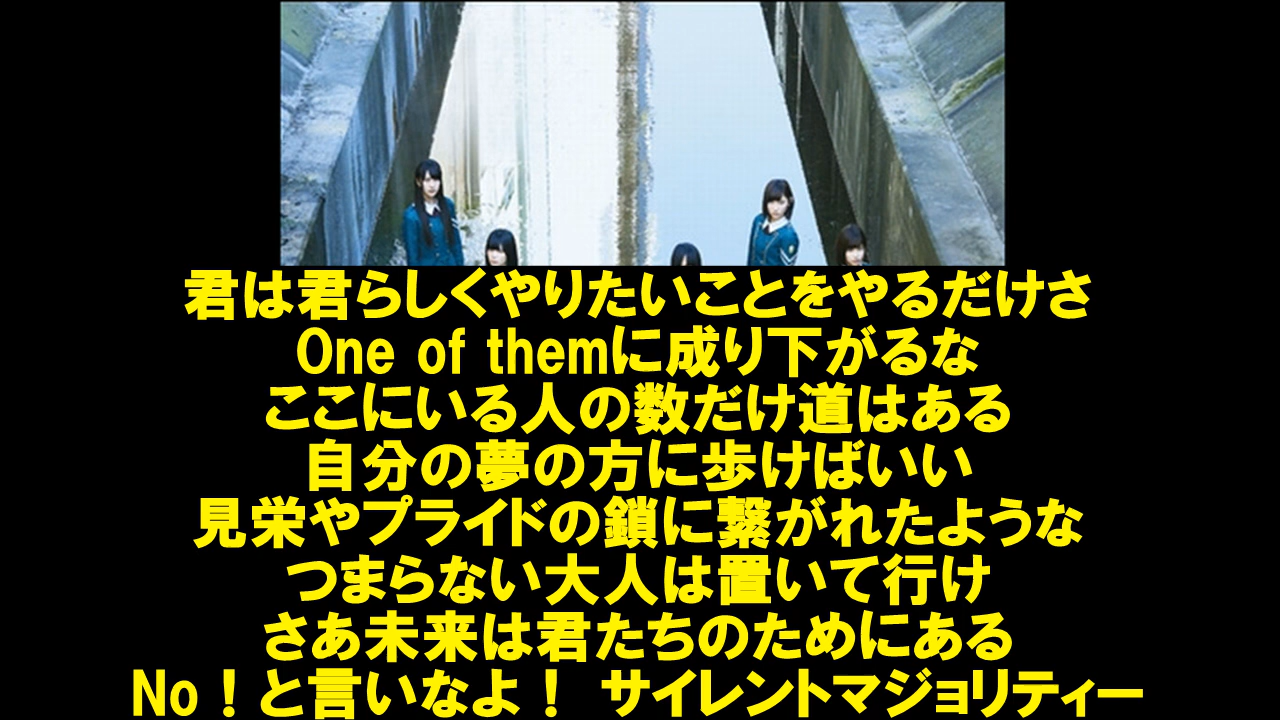 君は君らしくやりたいことをやるだけさ
One of themに成り下がるな
ここにいる人の数だけ道はある
自分の夢の方に歩けばいい
見栄やプライドの鎖に繋がれたような
つまらない大人は置いて行け
さあ未来は君たちのためにある
No！と言いなよ！ サイレントマジョリティー